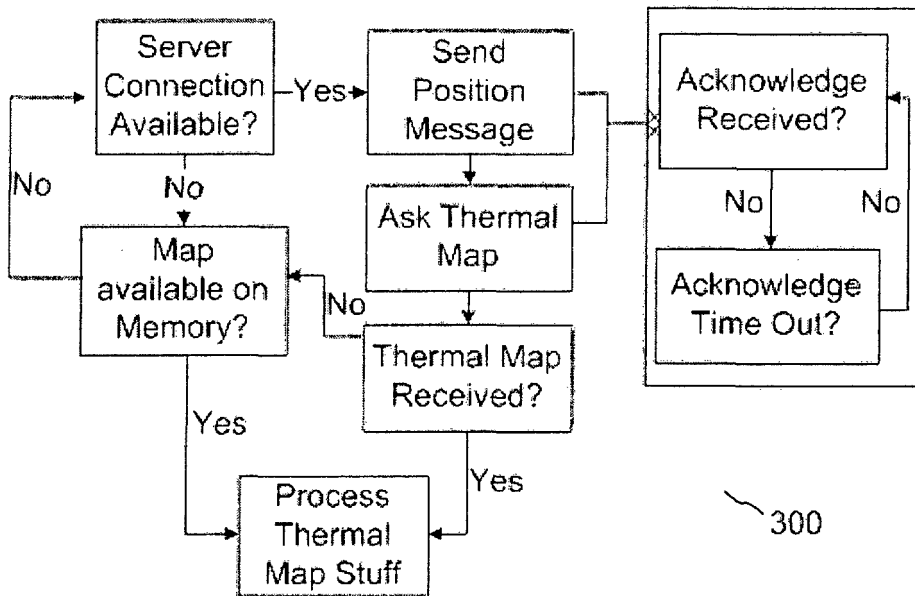 Server
Connection
Available?
Yes
Send
Position
Message
Acknowledge
Received?
No
No
No
No
Map
available on
Memory?
Ask Thermal
Map
No
Acknowledge
Time Out?
Thermal Map
Received?
Yes
Yes
Process
Thermal
Map Stuff
300